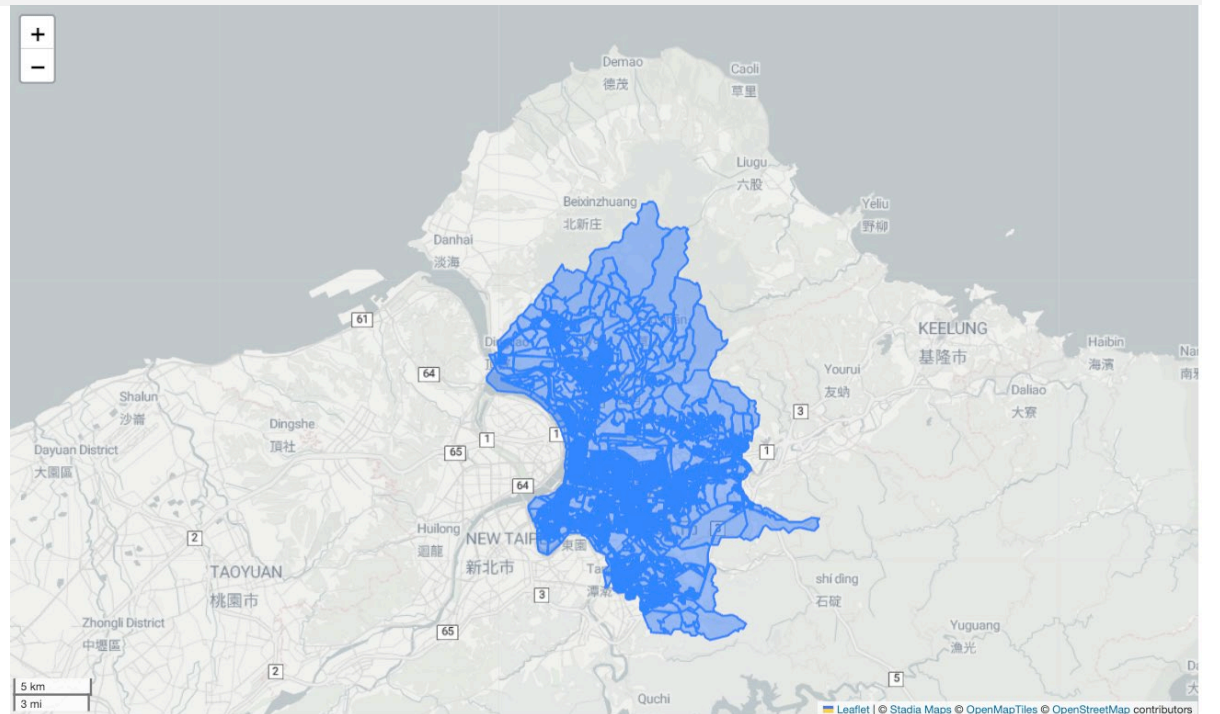 +
−
Demao
德茂
Caoli
草里
Liugu
六股
Beixinzhuang
北新庄
Yeliu
野柳
Danhai
淡海
61
KEELUNG
基隆市
Haibin
海濱
64
Yourui
友蚋
Daliao
大寮
3
Shalun
沙崙
Dingshe
頂社
1
1
1
65
Dayuan District
大園區
64
2
Huilong
迴龍
新北市
東園
3
TAOYUAN
桃園市
3
shí dìng
石碇
Zhongli District
中壢區
65
Yuguang
漁光
2
5
5 km
3 mi
Quchi
Leaflet | © Stadia Maps © OpenMapTiles © OpenStreetMap contributors